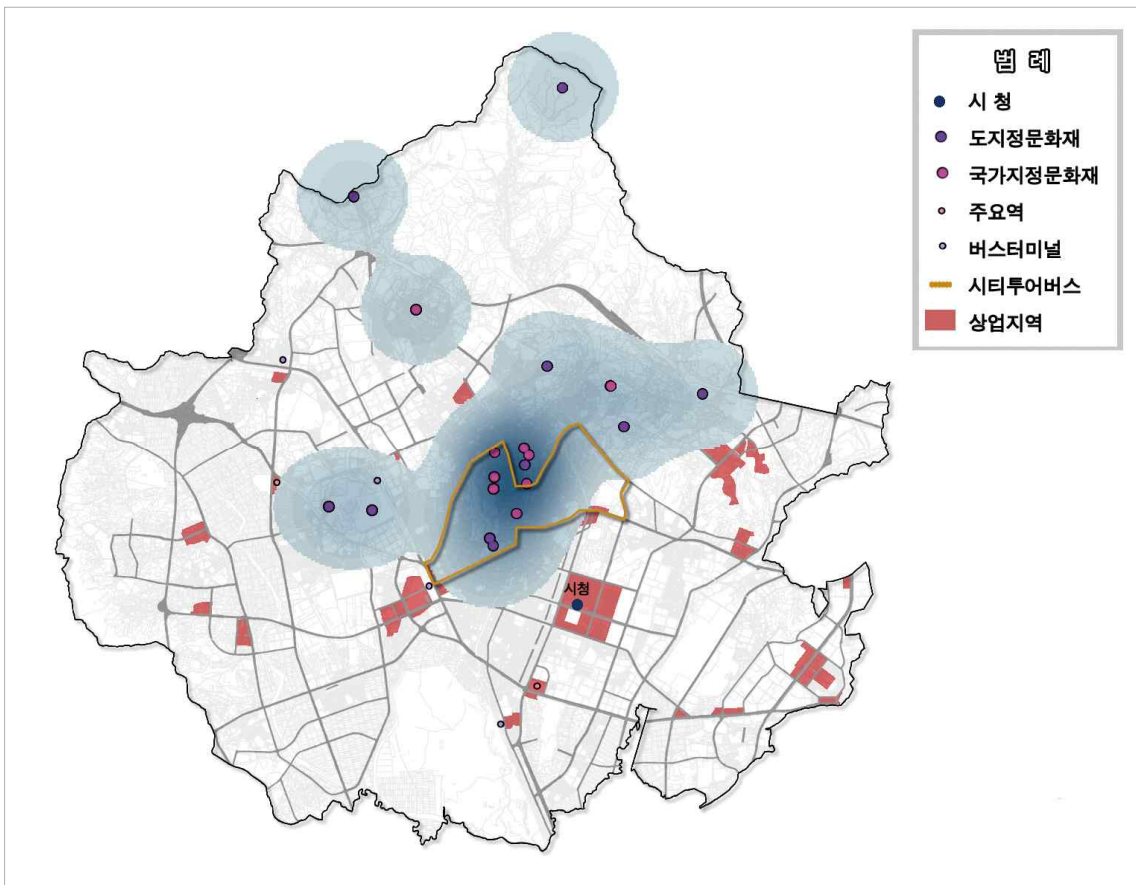 범 례
시 청
도지정문화재
국가지정문화재
주요역
버스터미널
시티투어버스
상업지역
시청